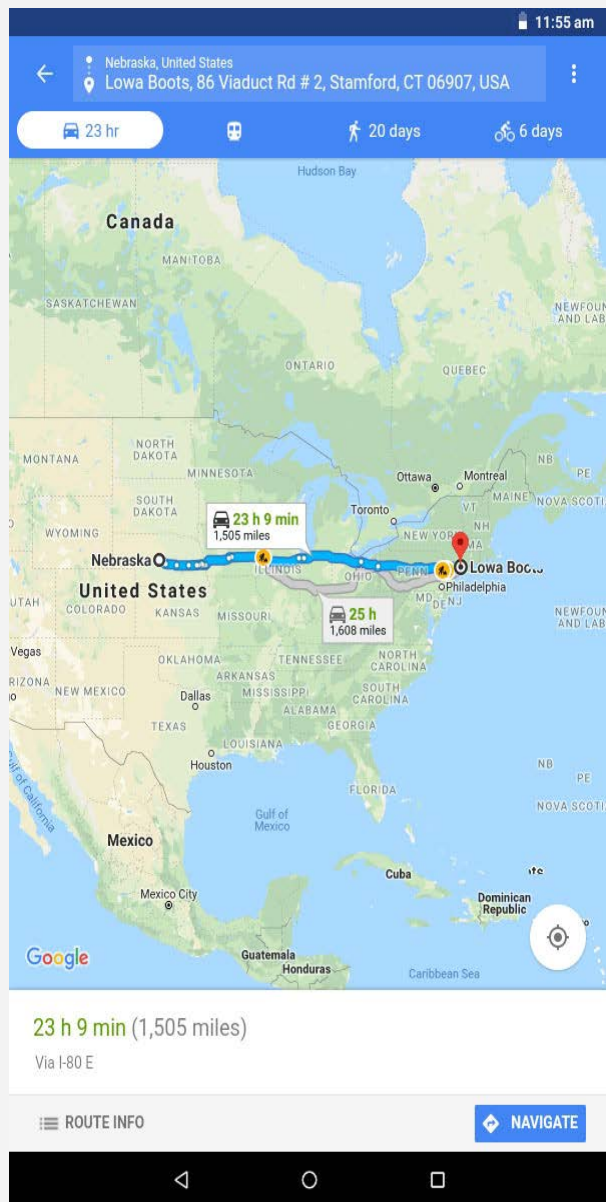 11:55 am
Nebraska, United States
Lowa Boots, 86 Viaduct Rd # 2, Stamford, CT 06907, USA
23 hr
20 days
6 days
Hudson Bay
Canada
MANITOBA
SASKATCHEWAN
NEWFOUN
AND LAB
ONTARIO
QUEBEC
NORTH
DAKOTA
MONTANA
MINNESOTA
Ottawa
Montreal
NB
PE
MAINE
NOVA SCOTI
SOUTH
DAKOTA
VT
Toronto
NH
WYOMING
23 h 9 min
1,505 miles
NEW YORK
MA
Nebraska
ILLINOIS
OHIO
PENN
Lowa Boots
Philadelphia
United States
MD
DE
NJ
UTAH
COLORADO
KANSAS
MISSOURI
25 h
1,608 miles
NEWFOUN
AND LAB
Vegas
OKLAHOMA
TENNESSEE
NORTH
CAROLINA
RIZONA
NEW MEXICO
ARKANSAS
MISSISSIPPI
SOUTH
CAROLINA
Dallas
ALABAMA
TEXAS
GEORGIA
LOUISIANA
Houston
NB
PE
Gulf of California
FLORIDA
NOVA SCOTI
Gulf of
Mexico
Mexico
Cuba
Mexico City
Dominican
Republic
Google
Guatemala
Honduras
Caribbean Sea
23 h 9 min (1,505 miles)
Via I-80 E
ROUTE INFO
NAVIGATE